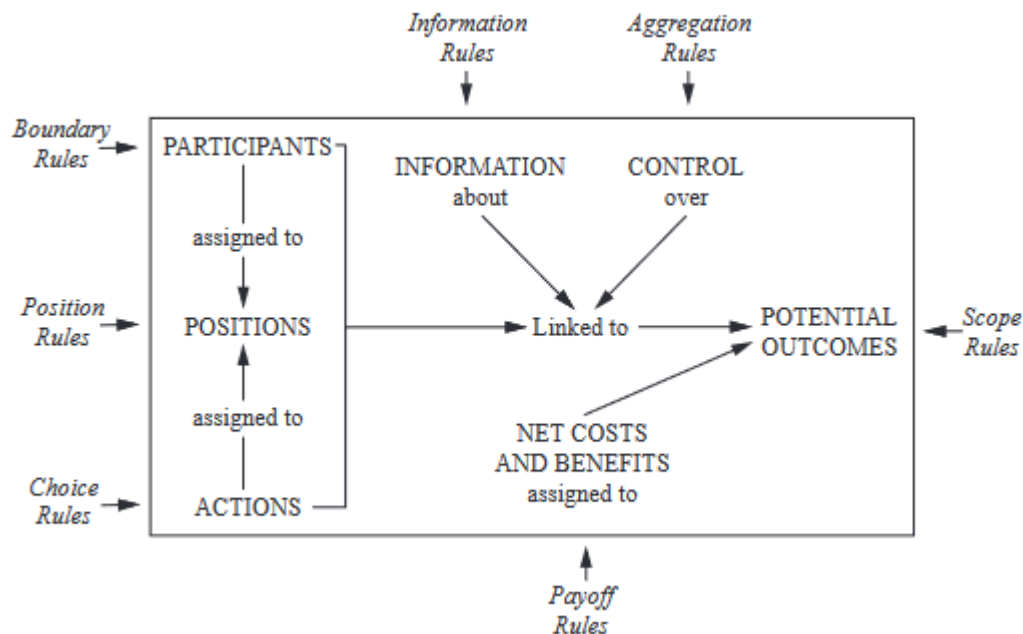 Information
Rules
Aggregation
Rules
Boundary
Rules
PARTICIPANTS
INFORMATION
about
CONTROL
over
assigned to
Position
Rules
POSITIONS
Linked to
POTENTIAL
OUTCOMES
Scope
Rules
assigned to
NET COSTS
AND BENEFITS
assigned to
Choice
Rules
ACTIONS
Payoff
Rules